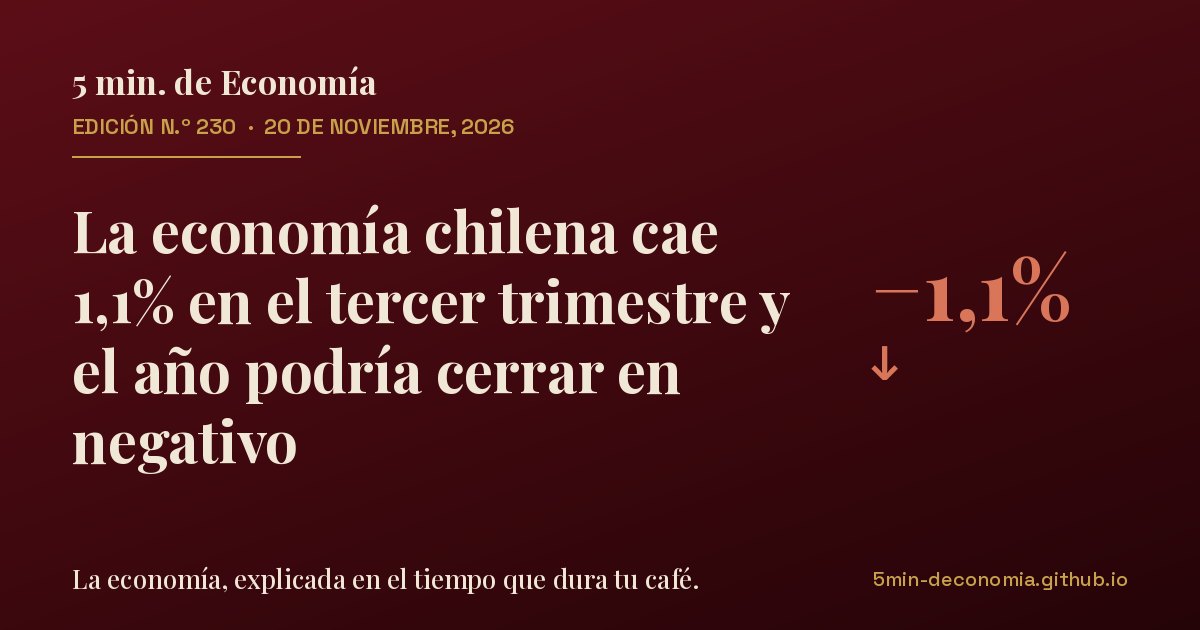 5 min. de Economía
EDICIÓN N.º 230 · 20 DE NOVIEMBRE, 2026
La economía chilena cae
1,1% en el tercer trimestre y
el año podría cerrar en
negativo
−1,1%
↓
La economía, explicada en el tiempo que dura tu café.
5min-deconomia.github.io